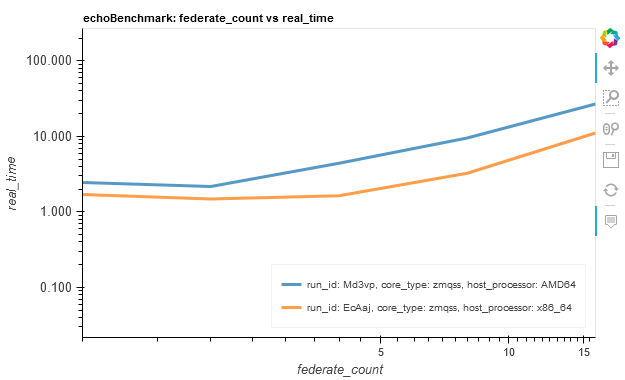 echoBenchmark: federate_count vs real_time
100.000
10.000
1.000
0.100
real_time
run_id: Md3vp, core_type: zmqss, host_processor: AMD64
run_id: EcAaj, core_type: zmqss, host_processor: x86_64
5
10
15
federate_count